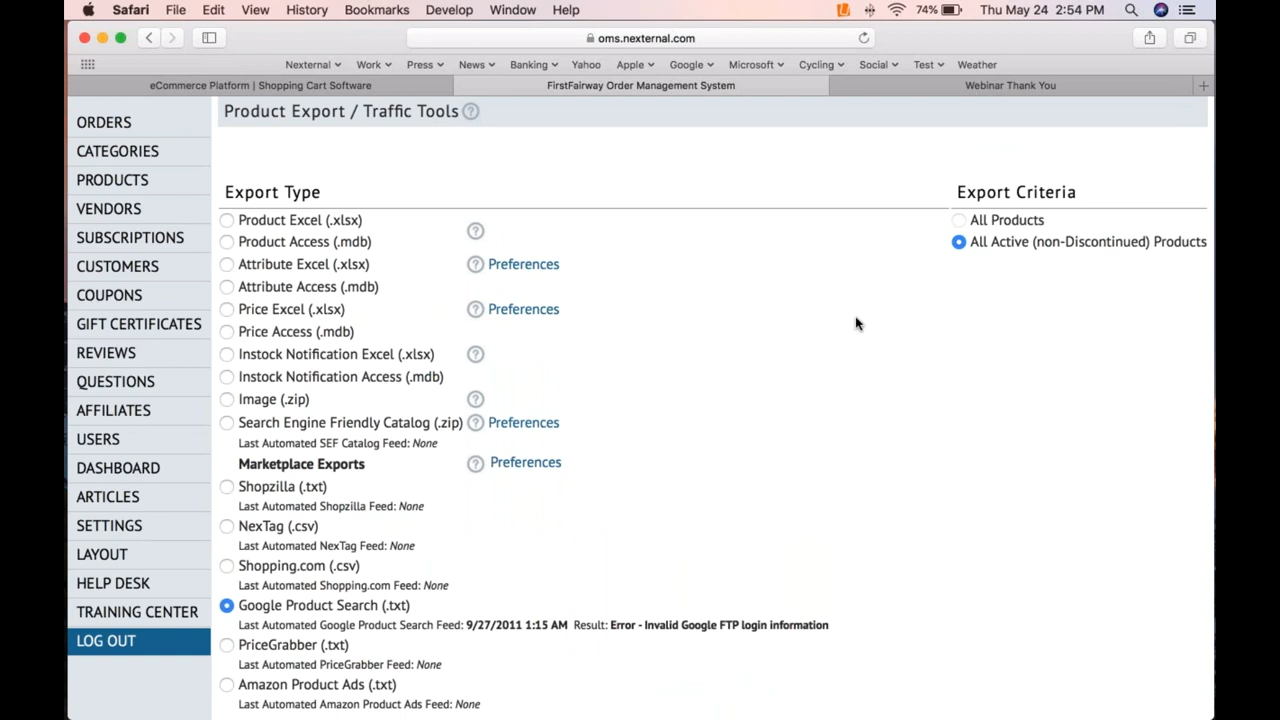 Safari File Edit View History Bookmarks Develop Window Help 74% Thu May 24 2:54 PM
oms.nexternal.com
Nexternal Work Press News Banking Yahoo Apple Google Microsoft Cycling Social Test Weather
eCommerce Platform | Shopping Cart Software FirstFairway Order Management System Webinar Thank You +
ORDERS
CATEGORIES
PRODUCTS
VENDORS
SUBSCRIPTIONS
CUSTOMERS
COUPONS
GIFT CERTIFICATES
REVIEWS
QUESTIONS
AFFILIATES
USERS
DASHBOARD
ARTICLES
SETTINGS
LAYOUT
HELP DESK
TRAINING CENTER
LOG OUT
Product Export / Traffic Tools ?
Export Type
Product Excel (.xlsx) ?
Product Access (.mdb)
Attribute Excel (.xlsx) ? Preferences
Attribute Access (.mdb)
Price Excel (.xlsx) ? Preferences
Price Access (.mdb)
Instock Notification Excel (.xlsx) ?
Instock Notification Access (.mdb)
Image (.zip) ?
Search Engine Friendly Catalog (.zip) ? Preferences
Last Automated SEF Catalog Feed: None
Marketplace Exports ? Preferences
Shopzilla (.txt)
Last Automated Shopzilla Feed: None
NexTag (.csv)
Last Automated NexTag Feed: None
Shopping.com (.csv)
Last Automated Shopping.com Feed: None
Google Product Search (.txt)
Last Automated Google Product Search Feed: 9/27/2011 1:15 AM Result: Error - Invalid Google FTP login information
PriceGrabber (.txt)
Last Automated PriceGrabber Feed: None
Amazon Product Ads (.txt)
Last Automated Amazon Product Ads Feed: None
Export Criteria
All Products
All Active (non-Discontinued) Products